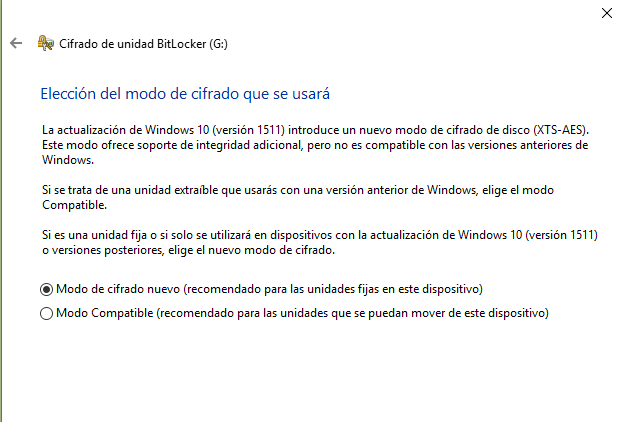 Cifrado de unidad BitLocker (G:)
Elección del modo de cifrado que se usará
La actualización de Windows 10 (versión 1511) introduce un nuevo modo de cifrado de disco (XTS-AES).
Este modo ofrece soporte de integridad adicional, pero no es compatible con las versiones anteriores de
Windows.
Si se trata de una unidad extraíble que usarás con una versión anterior de Windows, elige el modo
Compatible.
Si es una unidad fija o si solo se utilizará en dispositivos con la actualización de Windows 10 (versión 1511)
o versiones posteriores, elige el nuevo modo de cifrado.
Modo de cifrado nuevo (recomendado para las unidades fijas en este dispositivo)
Modo Compatible (recomendado para las unidades que se puedan mover de este dispositivo)